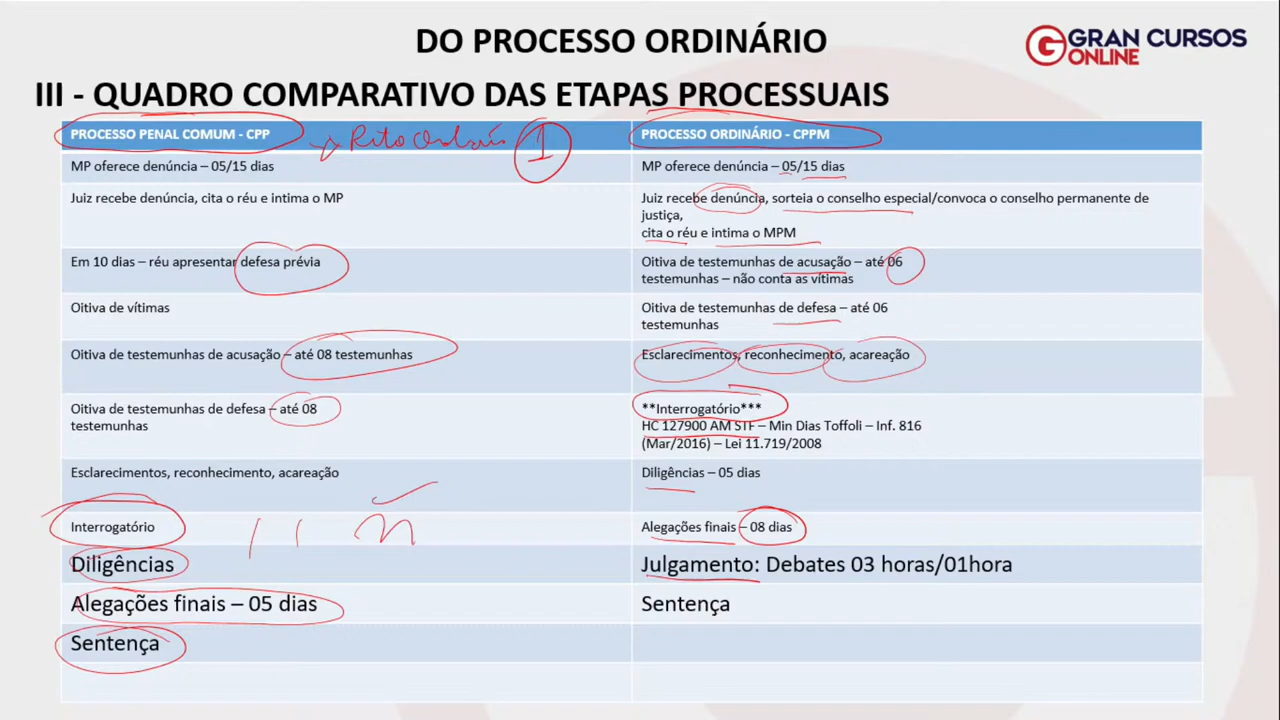 DO PROCESSO ORDINÁRIO
GRAN CURSOS
ONLINE
III - QUADRO COMPARATIVO DAS ETAPAS PROCESSUAIS
PROCESSO PENAL COMUM - CPP
Rito
1
PROCESSO ORDINÁRIO - CPPM
MP oferece denúncia – 05/15 dias
MP oferece denúncia – 05/15 dias
Juiz recebe denúncia, cita o réu e intima o MP
Juiz recebe denúncia, sorteia o conselho especial/convoca o conselho permanente de
justiça,
cita o réu e intima o MPM
Em 10 dias – réu apresentar defesa prévia
Oitiva de testemunhas de acusação – até 06
testemunhas – não conta as vítimas
Oitiva de vítimas
Oitiva de testemunhas de defesa – até 06
testemunhas
Oitiva de testemunhas de acusação – até 08 testemunhas
Esclarecimentos, reconhecimento, acareação
Oitiva de testemunhas de defesa – até 08
testemunhas
**Interrogatório***
HC 127900 AM STF – Min Dias Toffoli – Inf. 816
(Mar/2016) – Lei 11.719/2008
Esclarecimentos, reconhecimento, acareação
Diligências – 05 dias
Interrogatório
Alegações finais – 08 dias
Diligências
Julgamento: Debates 03 horas/01hora
Alegações finais – 05 dias
Sentença
Sentença